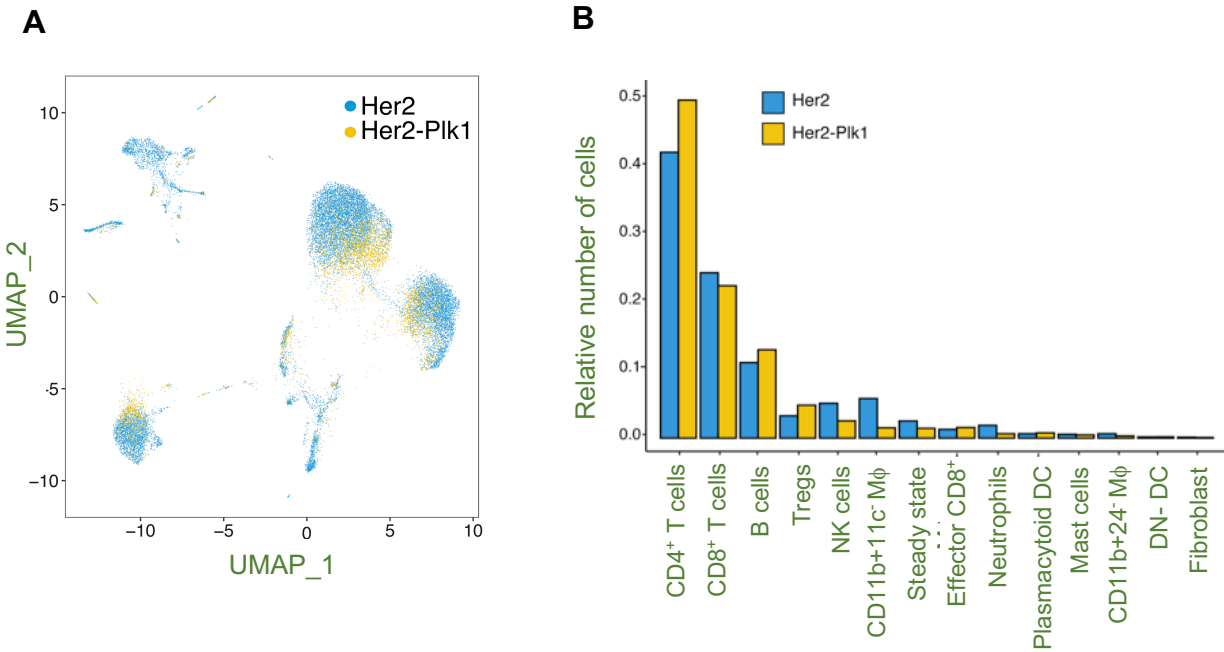 A
B
Her2
Her2-Plk1
10
5
0
−5
−10
UMAP_2
−10
−5
0
5
10
UMAP_1
Her2
Her2-Plk1
0.5
0.4
0.3
0.2
0.1
0.0
Relative number of cells
CD4⁺ T cells
CD8⁺ T cells
B cells
Tregs
NK cells
CD11b+11c⁻ Mϕ
Steady state
Effector CD8⁺
Neutrophils
Plasmacytoid DC
Mast cells
CD11b+24⁻ Mϕ
DN- DC
Fibroblast